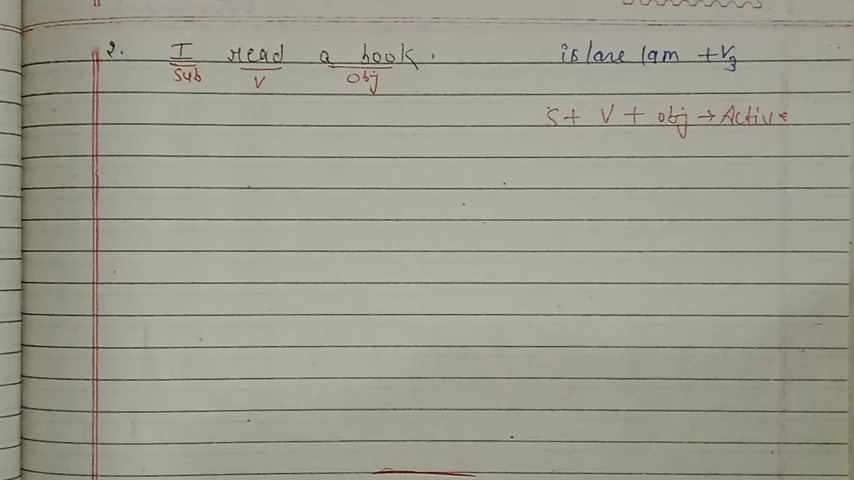 2. I read a book. is/are/am + V3
Sub V Obj
S + V + obj → Active